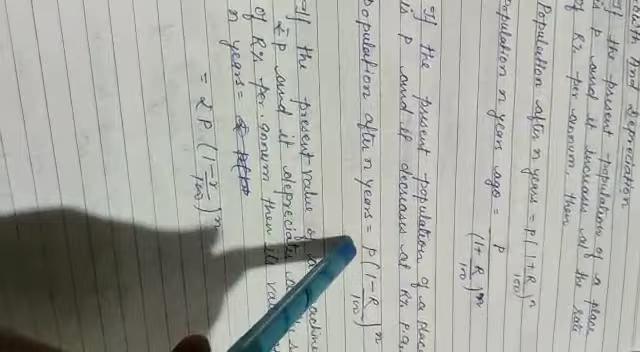 and depreciation
If the present population of a place
is P and it increases at the rate
of R% per annum, then
Population after n years = P(1+R/100)^n
Population n years ago = P/(1+R/100)^n
If the present population of a place
is P and it decreases at R% p.a.
Population after n years = P(1-R/100)^n
If the present value of a
is P and it depreciates
of R% per annum then
n years =
= P(1-r/100)^n